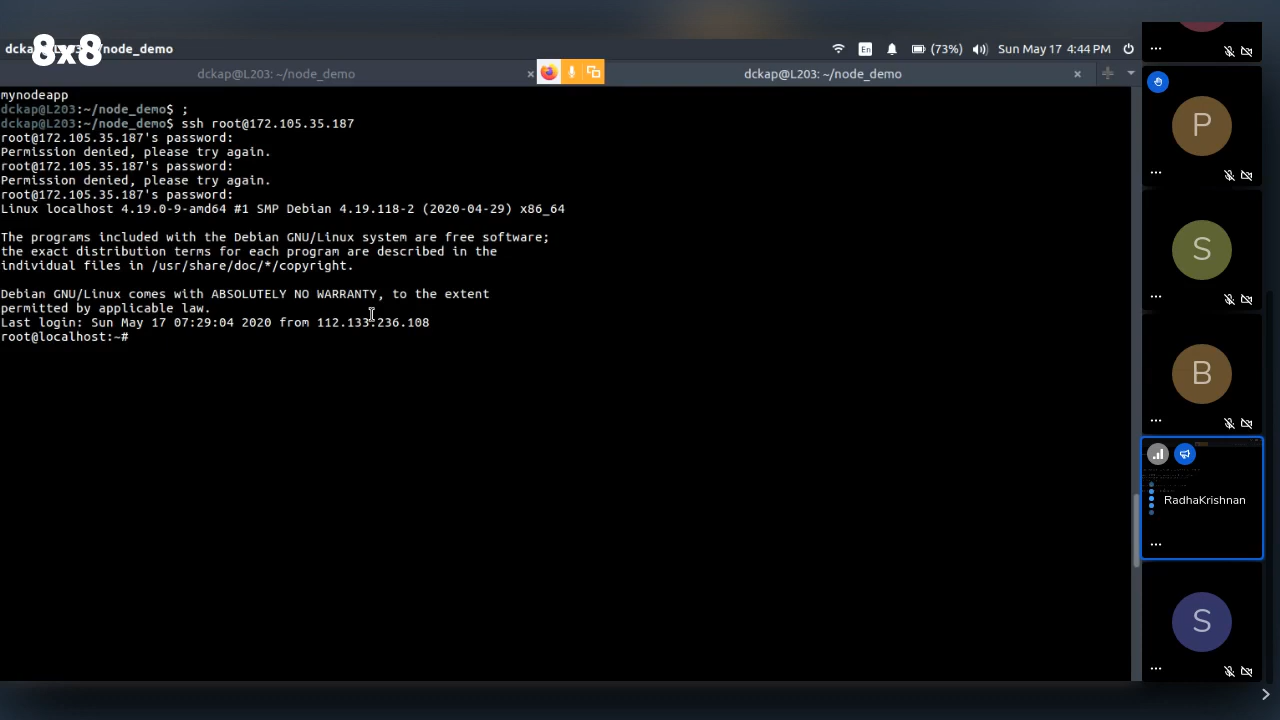 8x8
dckap@L203: ~/node_demo
En
(73%)
Sun May 17 4:44 PM
dckap@L203: ~/node_demo
×
dckap@L203: ~/node_demo
×
mynodeapp
dckap@L203:~/node_demo$ ;
dckap@L203:~/node_demo$ ssh root@172.105.35.187
root@172.105.35.187's password:
Permission denied, please try again.
root@172.105.35.187's password:
Permission denied, please try again.
root@172.105.35.187's password:
Linux localhost 4.19.0-9-amd64 #1 SMP Debian 4.19.118-2 (2020-04-29) x86_64
The programs included with the Debian GNU/Linux system are free software;
the exact distribution terms for each program are described in the
individual files in /usr/share/doc/*/copyright.
Debian GNU/Linux comes with ABSOLUTELY NO WARRANTY, to the extent
permitted by applicable law.
Last login: Sun May 17 07:29:04 2020 from 112.133.236.108
root@localhost:~#
P
S
B
RadhaKrishnan
S